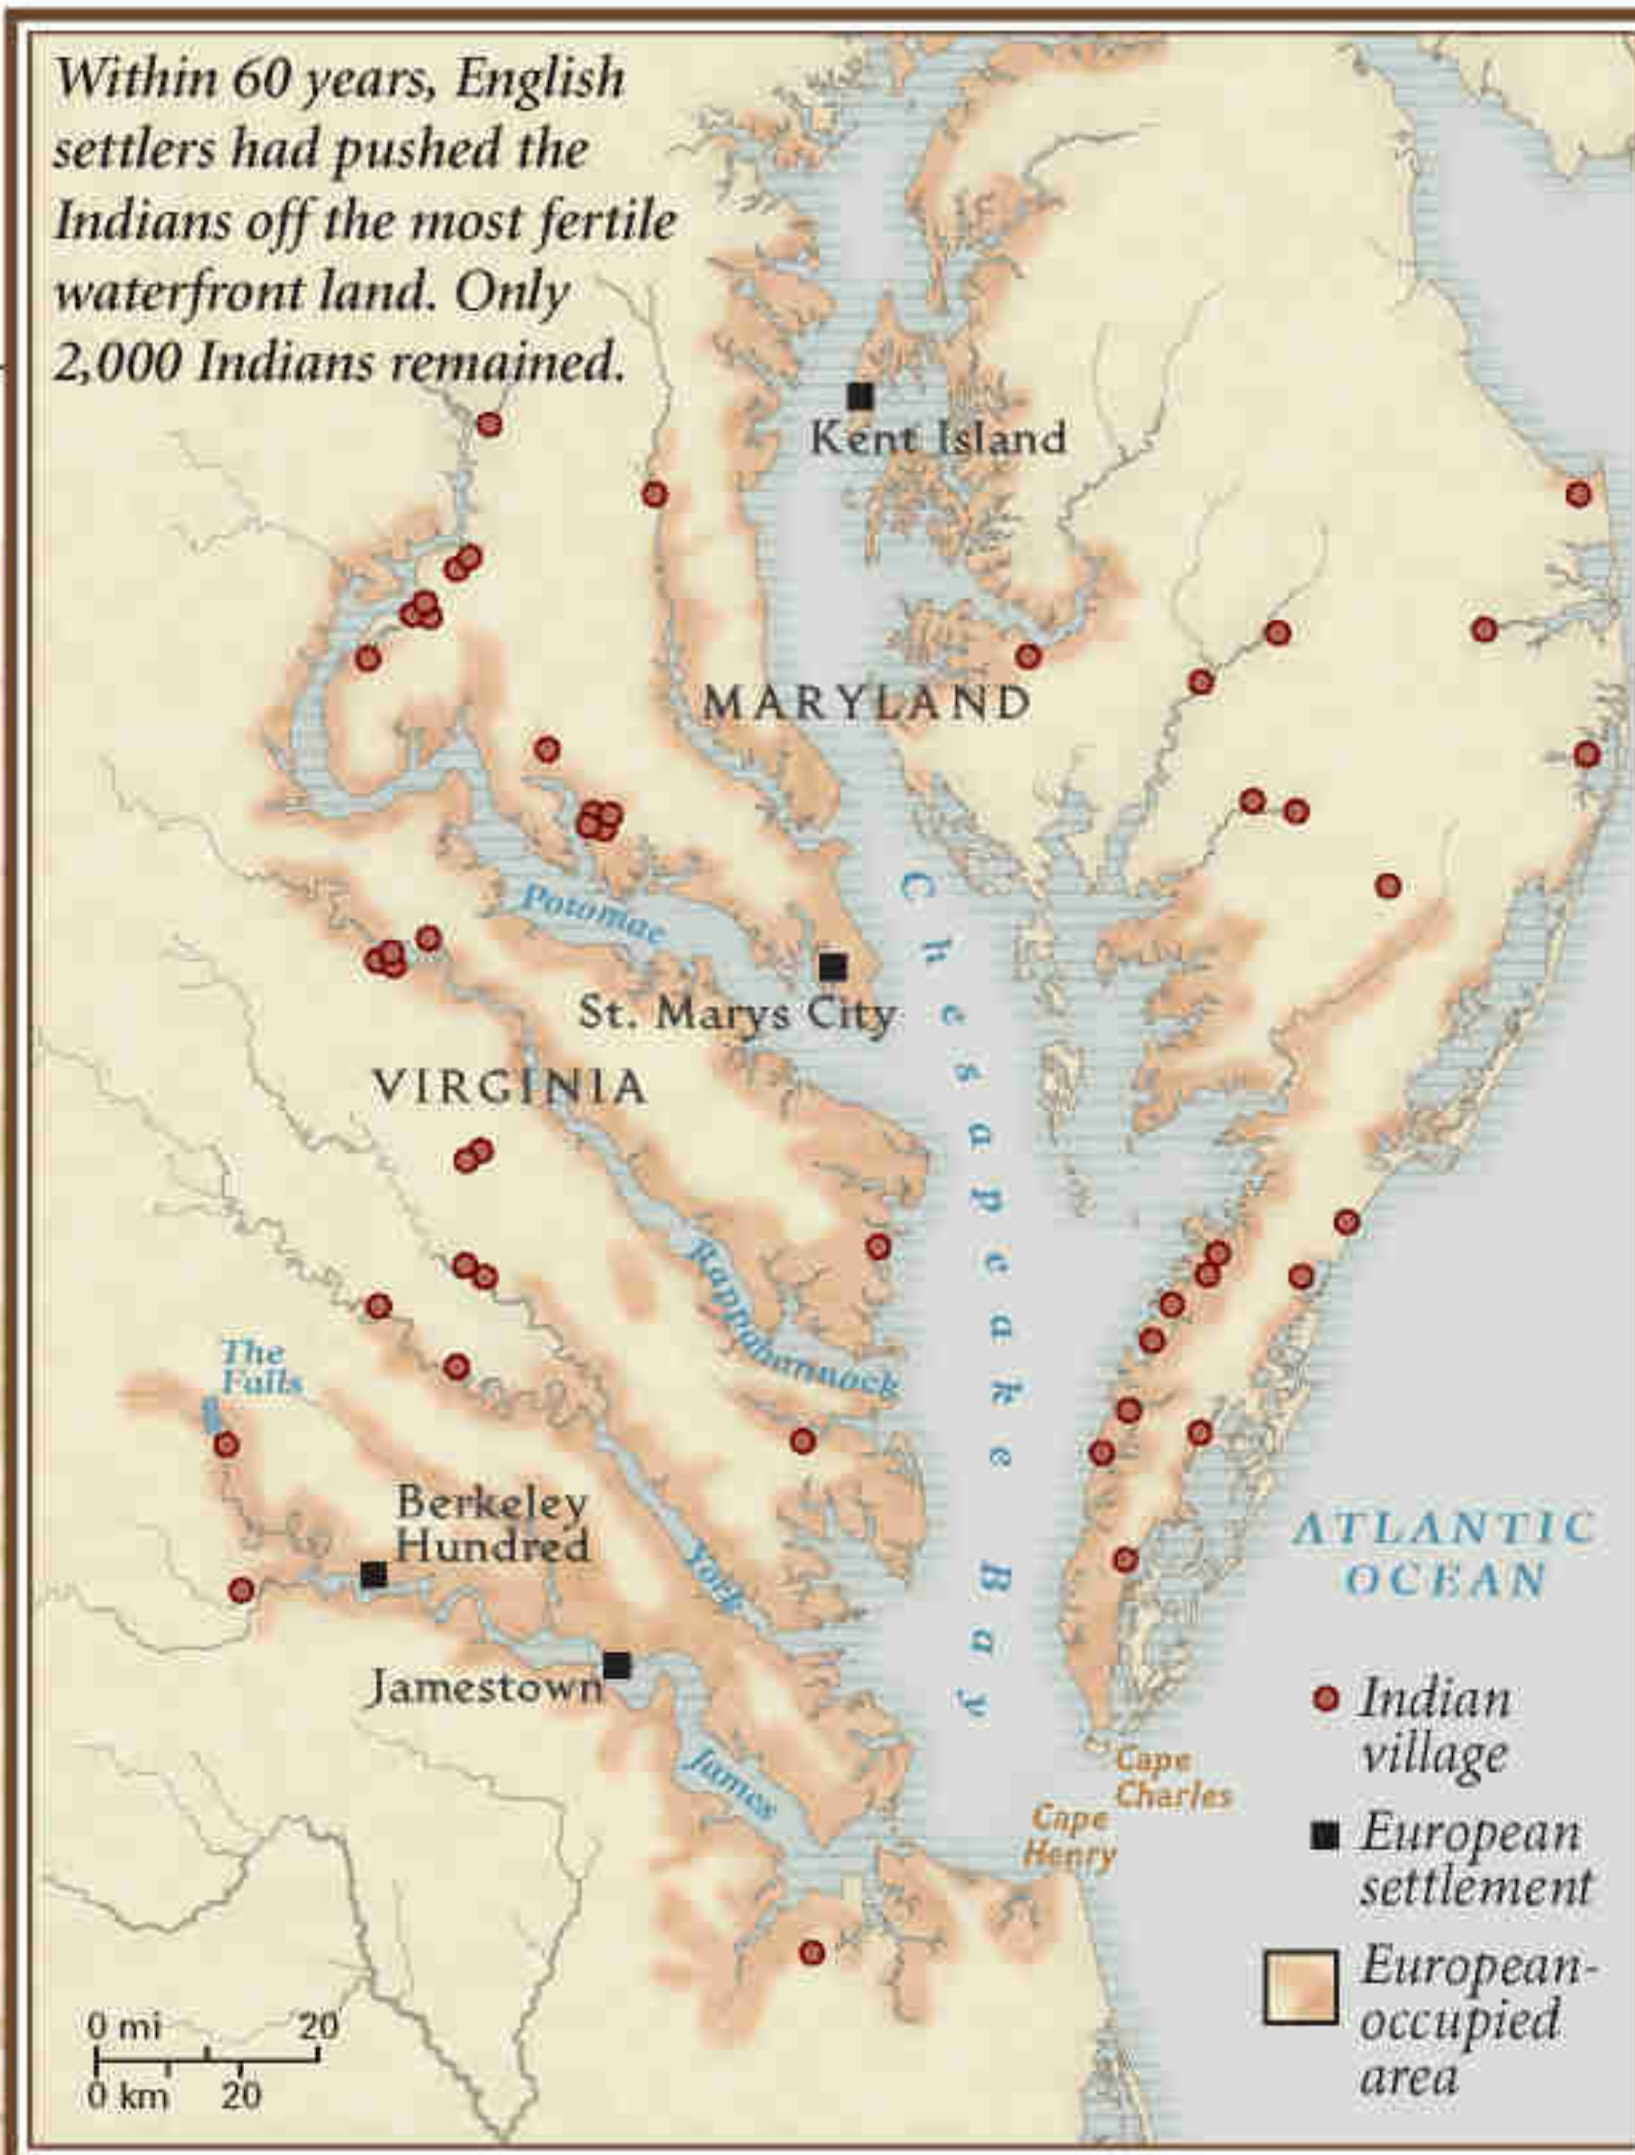 Within 60 years, English
settlers had pushed the
Indians off the most fertile
waterfront land. Only
2,000 Indians remained.
Kent Island
MARYLAND
Potomac
St. Marys City
Chesapeake Bay
VIRGINIA
Rappahannock
The
Falls
Berkeley
Hundred
York
Jamestown
James
ATLANTIC
OCEAN
Cape
Charles
Cape
Henry
Indian
village
European
settlement
European-
occupied
area
0 mi 20
0 km 20